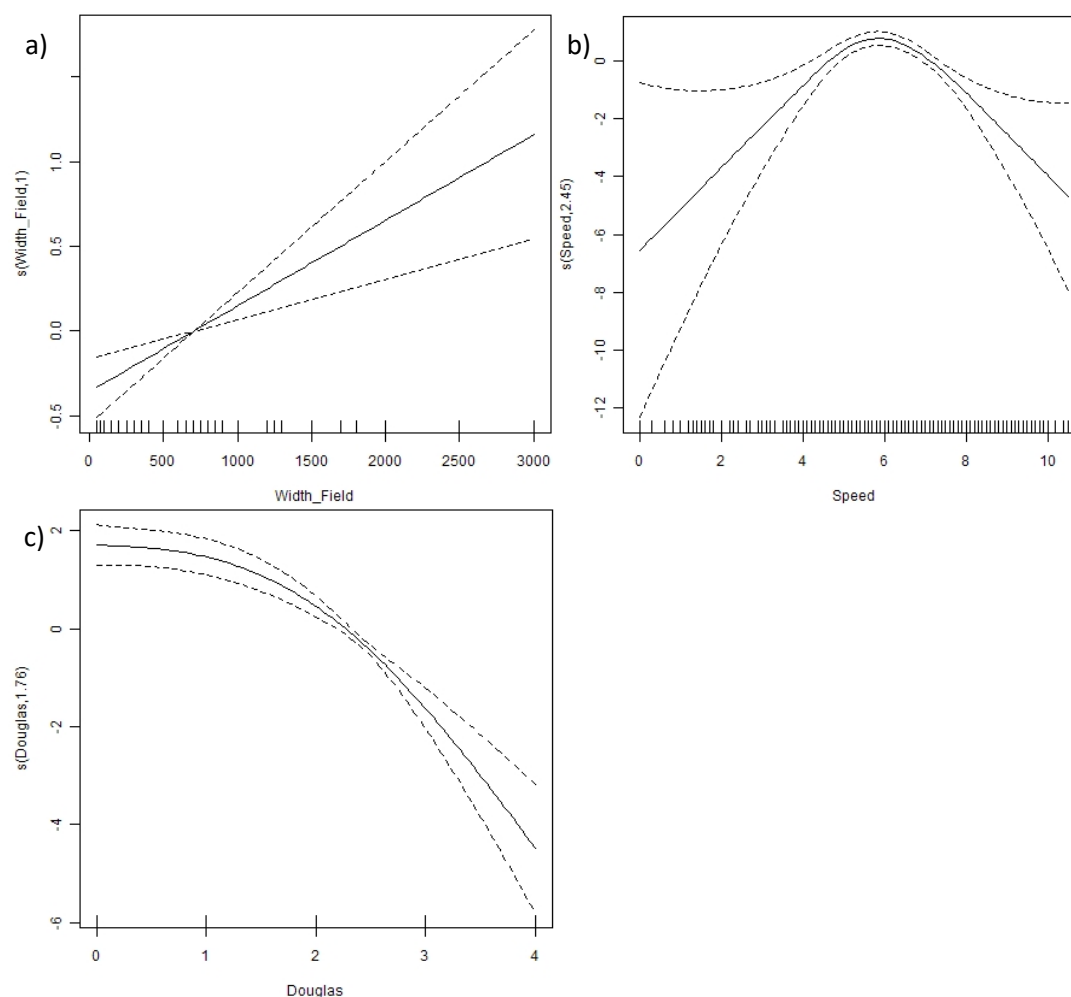 a)
s(Width_Field,1)
1.0
0.5
0.0
-0.5
0 500 1000 1500 2000 2500 3000
Width_Field
b)
s(Speed,2.45)
0
-2
-4
-6
-8
-10
-12
0 2 4 6 8 10
Speed
c)
s(Douglas,1.76)
2
0
-2
-4
-6
0 1 2 3 4
Douglas